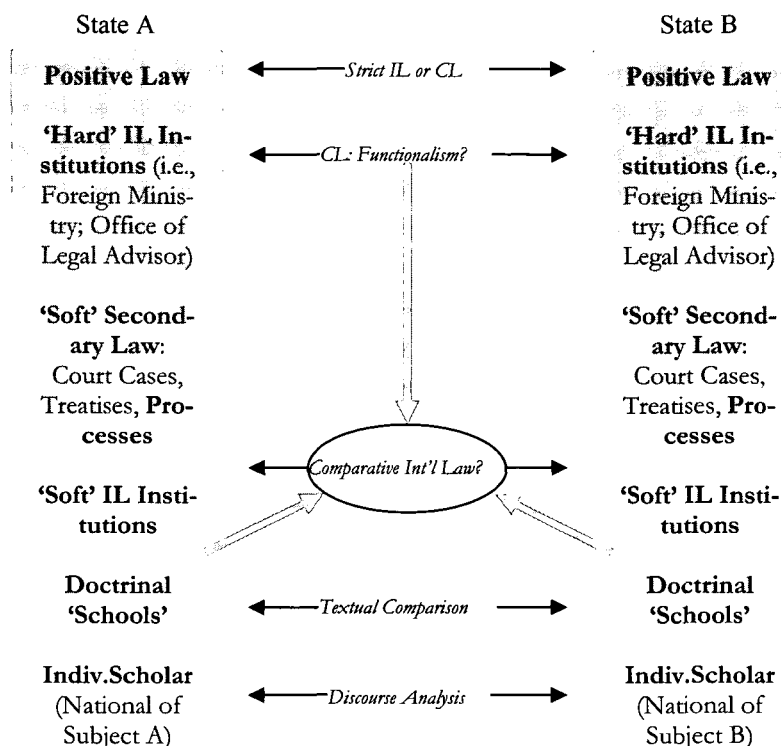 State A
State B
Positive Law
Strict IL or CL
Positive Law
‘Hard’ IL In-
stitutions (i.e.,
Foreign Minis-
try; Office of
Legal Advisor)
CL: Functionalism?
‘Hard’ IL In-
stitutions (i.e.,
Foreign Minis-
try; Office of
Legal Advisor)
‘Soft’ Second-
ary Law:
Court Cases,
Treatises, Pro-
cesses
‘Soft’ Second-
ary Law:
Court Cases,
Treatises, Pro-
cesses
Comparative Int'l Law?
‘Soft’ IL Insti-
tutions
‘Soft’ IL Insti-
tutions
Doctrinal
‘Schools’
Textual Comparison
Doctrinal
‘Schools’
Indiv.Scholar
(National of
Subject A)
Discourse Analysis
Indiv.Scholar
(National of
Subject B)